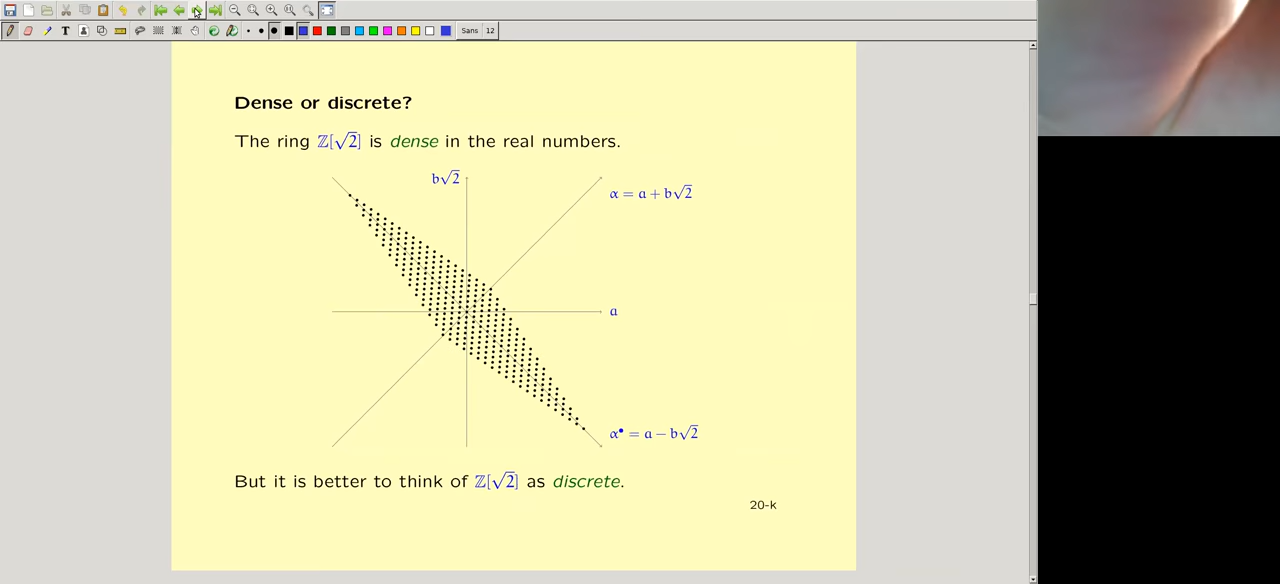 T
Sans 12
Dense or discrete?
The ring ℤ[√2] is dense in the real numbers.
b√2
α = a + b√2
a
α• = a − b√2
But it is better to think of ℤ[√2] as discrete.
20-k